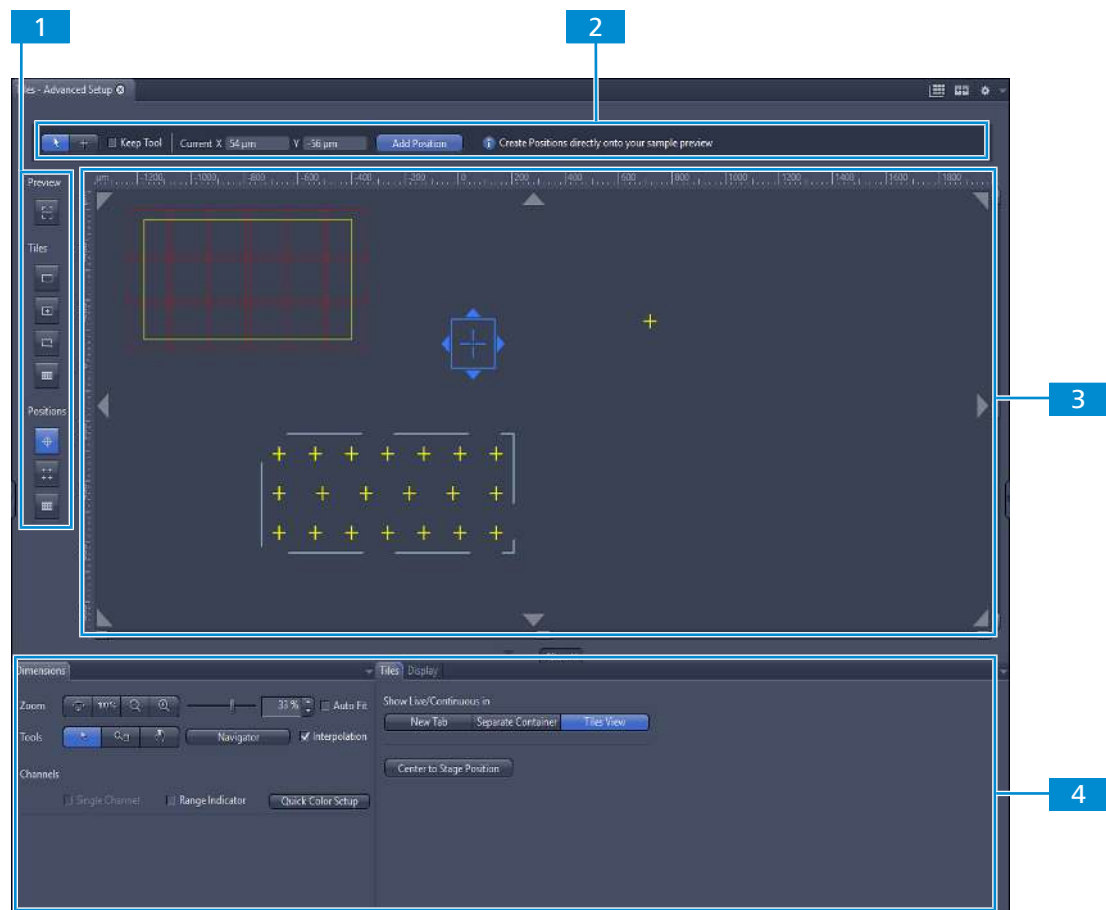 1
2
Tiles - Advanced Setup
Keep Tool Current X 54 µm Y -56 µm Add Position Create Positions directly onto your sample preview
Preview
µm -1200 -1000 -800 -600 -400 -200 0 200 400 600 800 1000 1200 1400 1600 1800
Tiles
3
Positions
Dimensions
Tiles Display
Zoom 100% 33 % Auto Fit
Show Live/Continuous in
New Tab Separate Container Tiles View
Tools Navigator Interpolation
Center to Stage Position
Channels
4
Single Channel Range Indicator Quick Color Setup